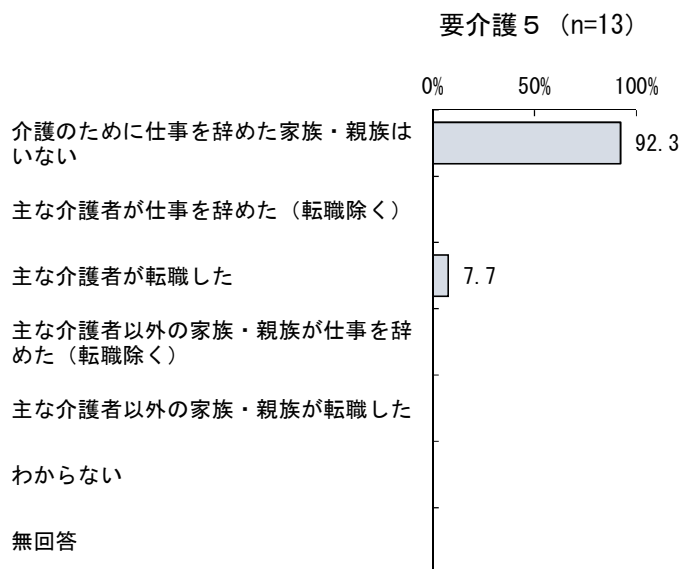 要介護５（n=13）
0% 50% 100%
介護のために仕事を辞めた家族・親族は
いない
92.3
主な介護者が仕事を辞めた（転職除く）
主な介護者が転職した
7.7
主な介護者以外の家族・親族が仕事を辞
めた（転職除く）
主な介護者以外の家族・親族が転職した
わからない
無回答